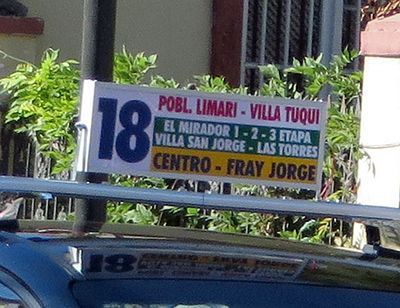 18
POBL. LIMARI - VILLA TUQUI
EL MIRADOR 1 - 2 - 3 ETAPA
VILLA SAN JORGE - LAS TORRES
CENTRO - FRAY JORGE
18